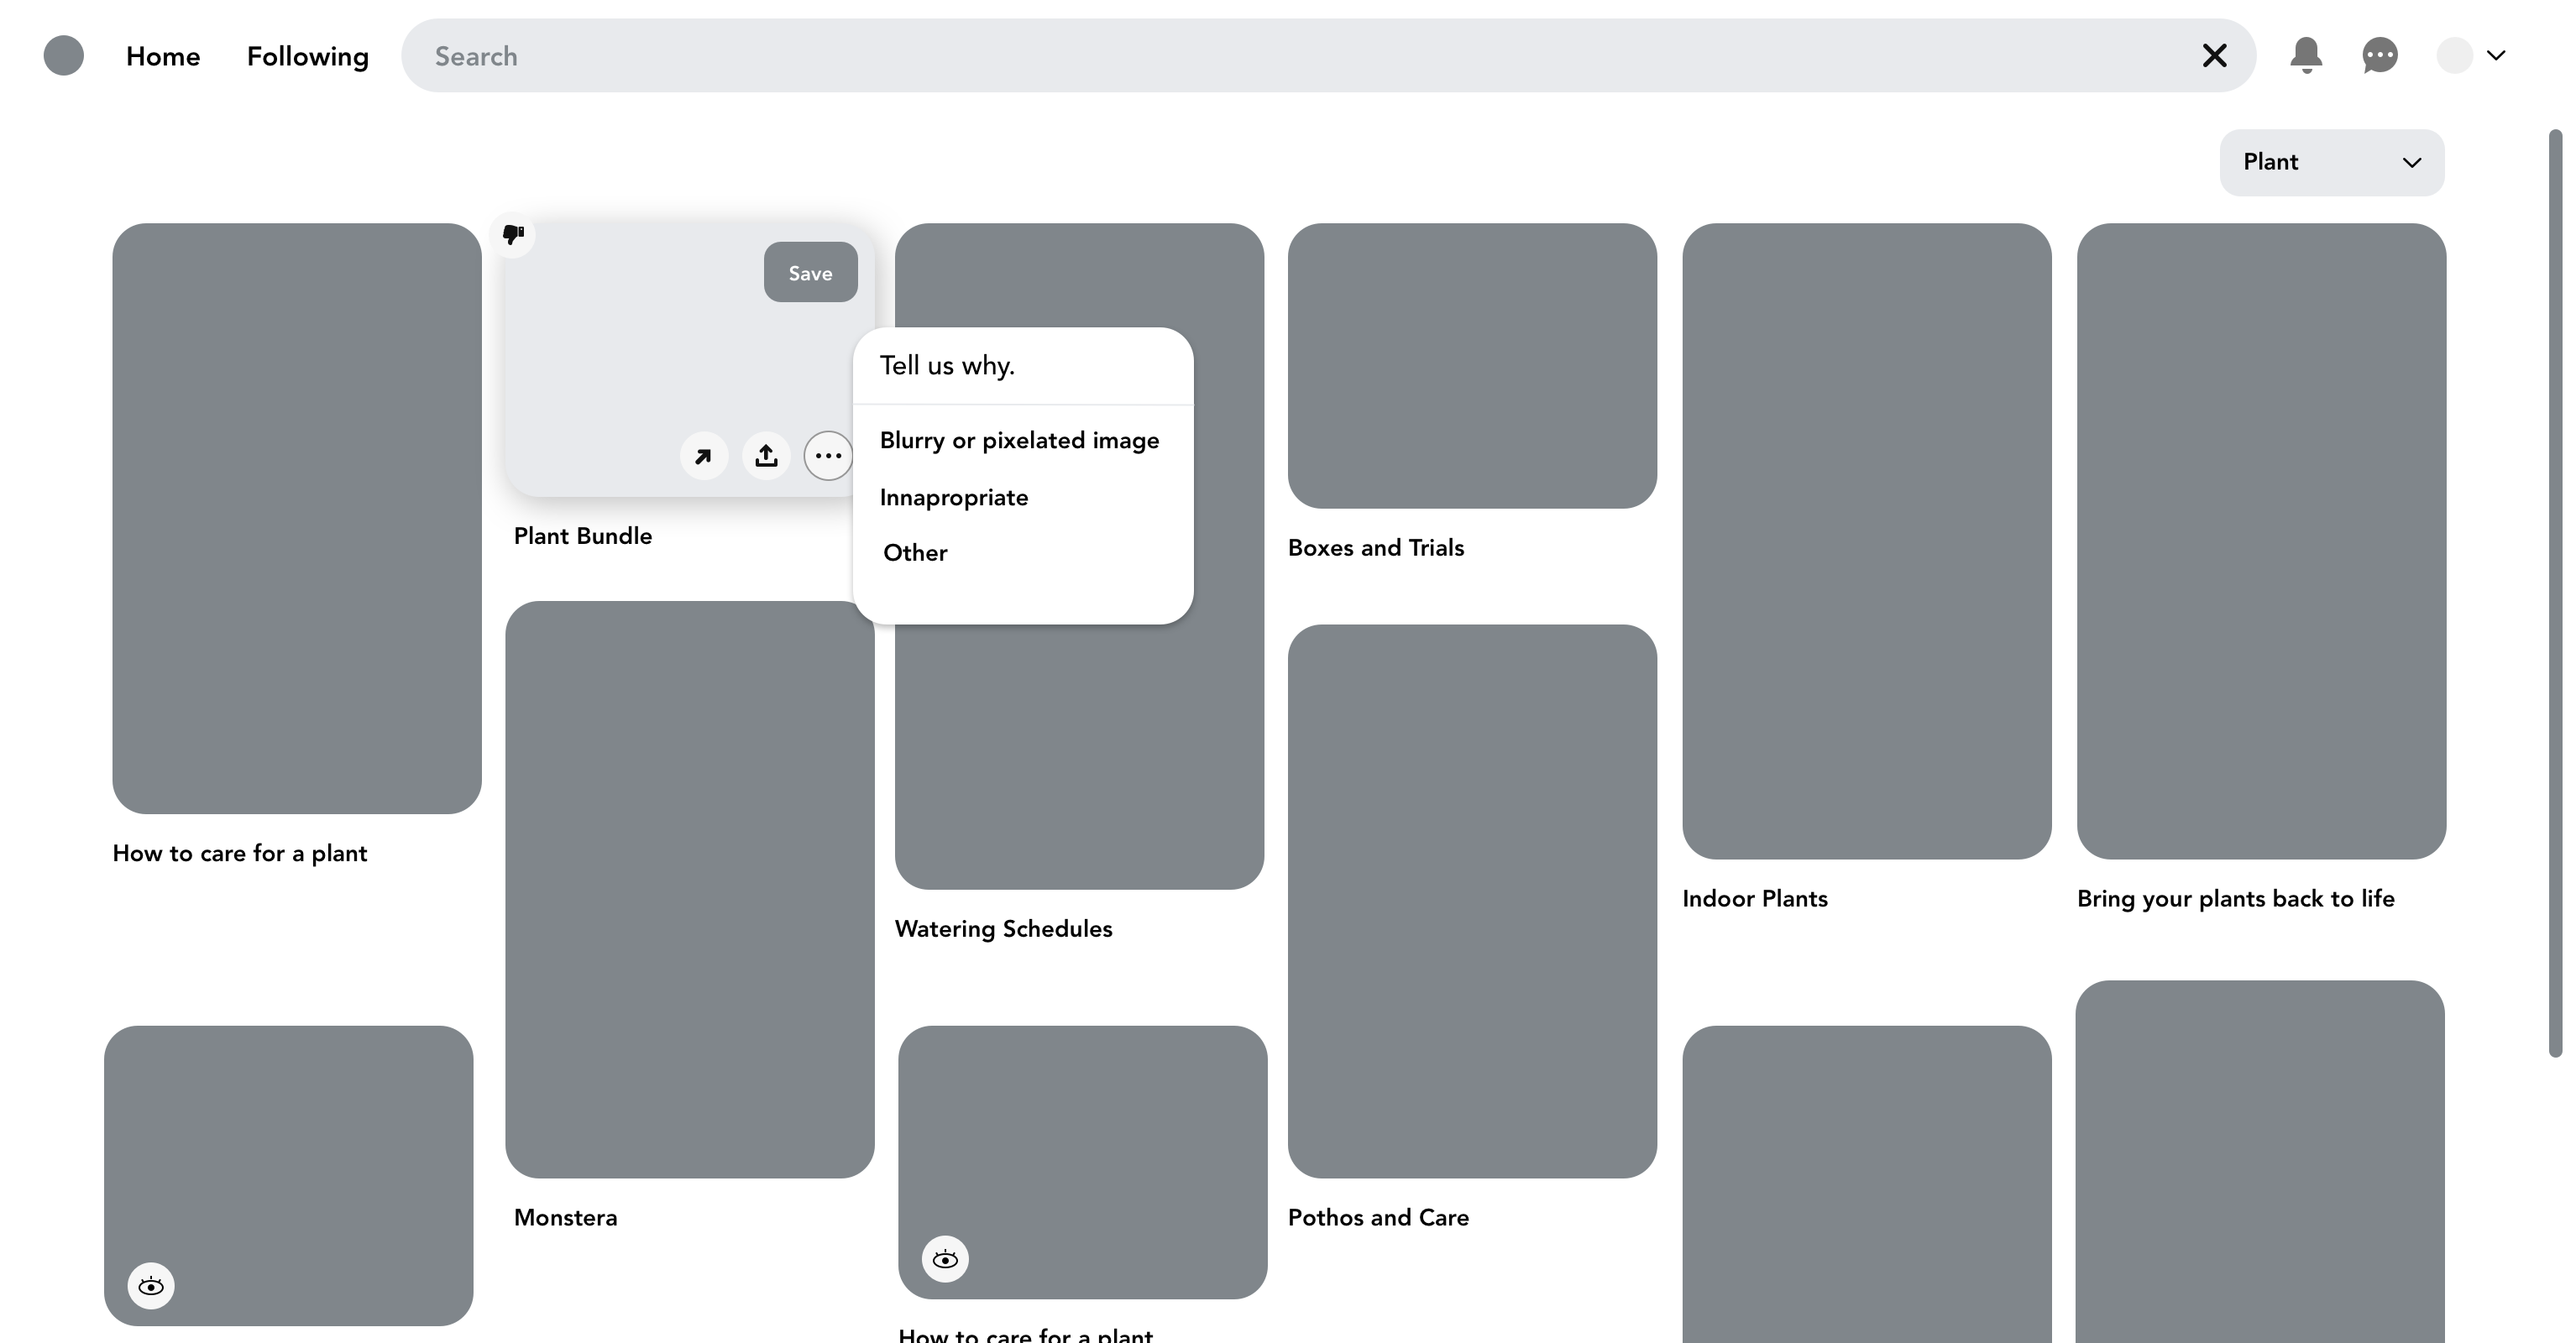 Home
Following
Search
Plant
Save
Tell us why.
Blurry or pixelated image
Innapropriate
Other
Plant Bundle
Boxes and Trials
How to care for a plant
Indoor Plants
Bring your plants back to life
Watering Schedules
Monstera
Pothos and Care
How to care for a plant